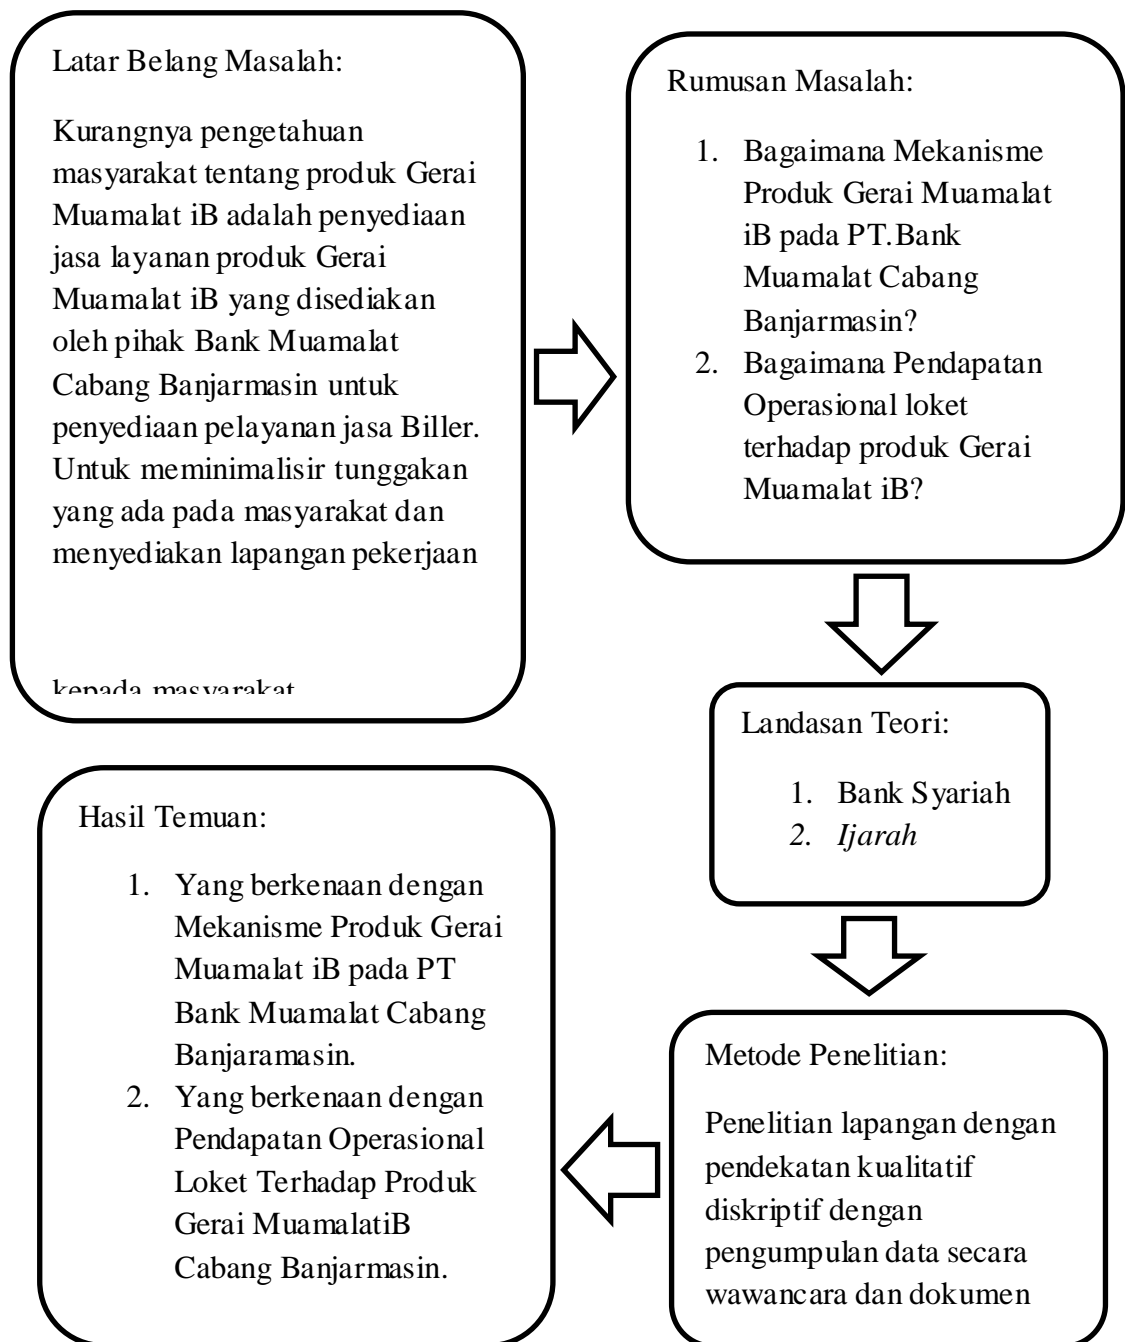 Latar Belang Masalah:
Kurangnya pengetahuan
masyarakat tentang produk Gerai
Muamalat iB adalah penyediaan
jasa layanan produk Gerai
Muamalat iB yang disediakan
oleh pihak Bank Muamalat
Cabang Banjarmasin untuk
penyediaan pelayanan jasa Biller.
Untuk meminimalisir tunggakan
yang ada pada masyarakat dan
menyediakan lapangan pekerjaan
kepada masyarakat
Rumusan Masalah:
1. Bagaimana Mekanisme
Produk Gerai Muamalat
iB pada PT.Bank
Muamalat Cabang
Banjarmasin?
2. Bagaimana Pendapatan
Operasional loket
terhadap produk Gerai
Muamalat iB?
Landasan Teori:
1. Bank Syariah
2. Ijarah
Metode Penelitian:
Penelitian lapangan dengan
pendekatan kualitatif
diskriptif dengan
pengumpulan data secara
wawancara dan dokumen
Hasil Temuan:
1. Yang berkenaan dengan
Mekanisme Produk Gerai
Muamalat iB pada PT
Bank Muamalat Cabang
Banjaramasin.
2. Yang berkenaan dengan
Pendapatan Operasional
Loket Terhadap Produk
Gerai MuamalatiB
Cabang Banjarmasin.